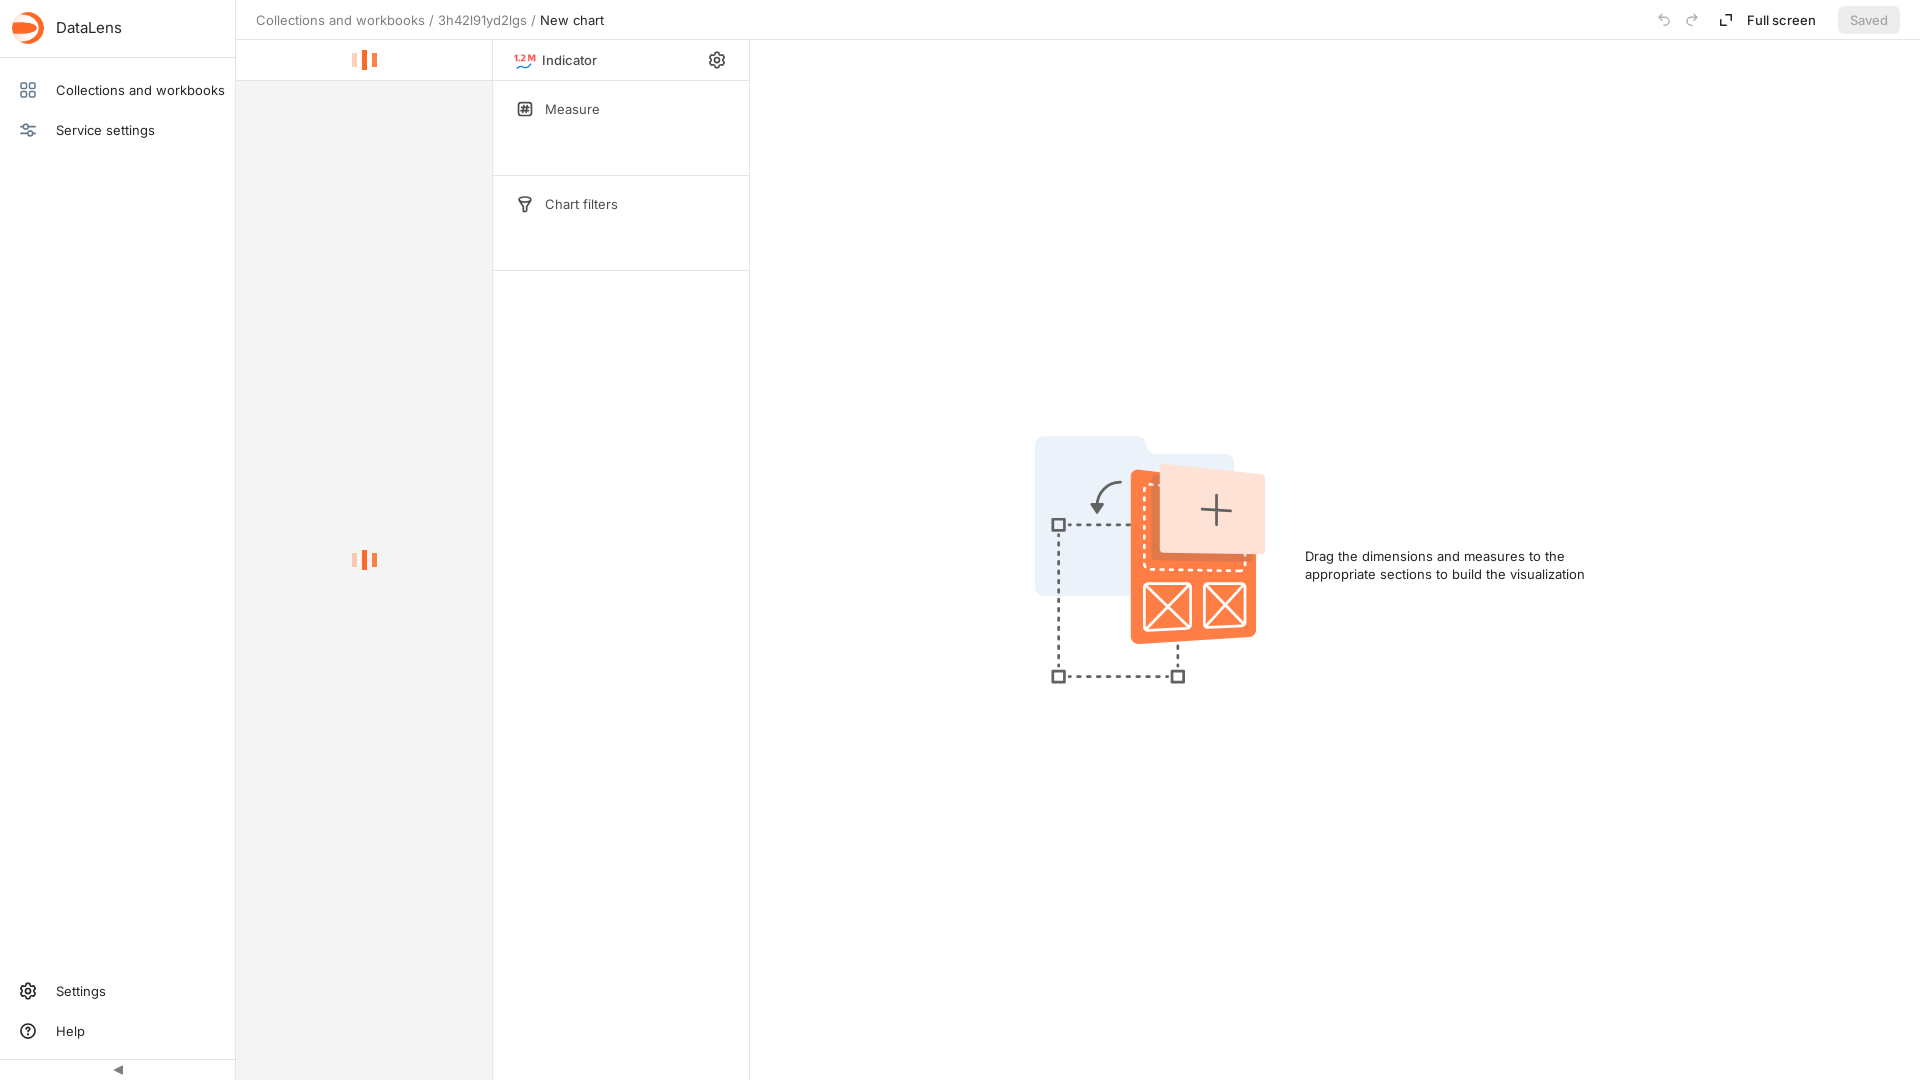 DataLens
Collections and workbooks / 3h42l91yd2lgs / New chart
Full screen
Saved
1.2M Indicator
Collections and workbooks
Service settings
Measure
Chart filters
Drag the dimensions and measures to the
appropriate sections to build the visualization
Settings
Help